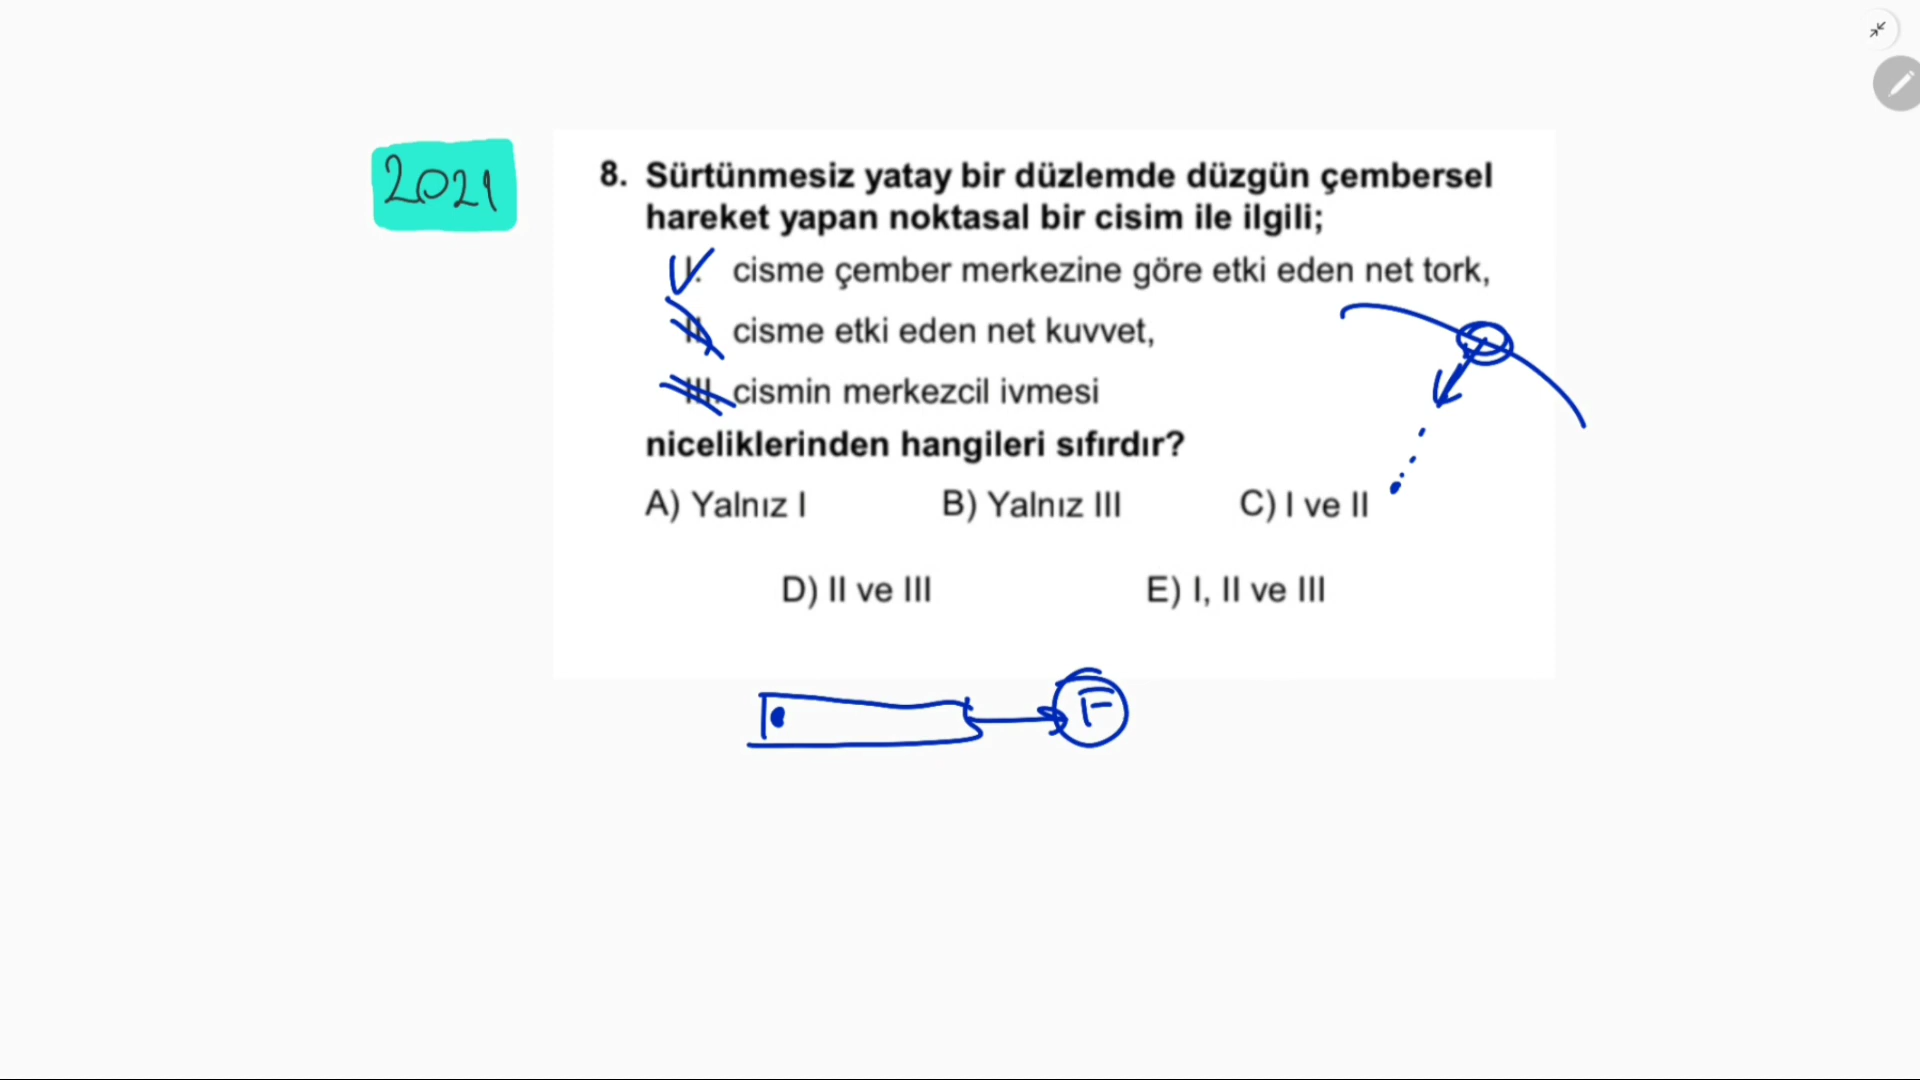 2021
8. Sürtünmesiz yatay bir düzlemde düzgün çembersel
hareket yapan noktasal bir cisim ile ilgili;
I. cisme çember merkezine göre etki eden net tork,
II. cisme etki eden net kuvvet,
III. cismin merkezcil ivmesi
niceliklerinden hangileri sıfırdır?
A) Yalnız I B) Yalnız III C) I ve II
D) II ve III E) I, II ve III
F